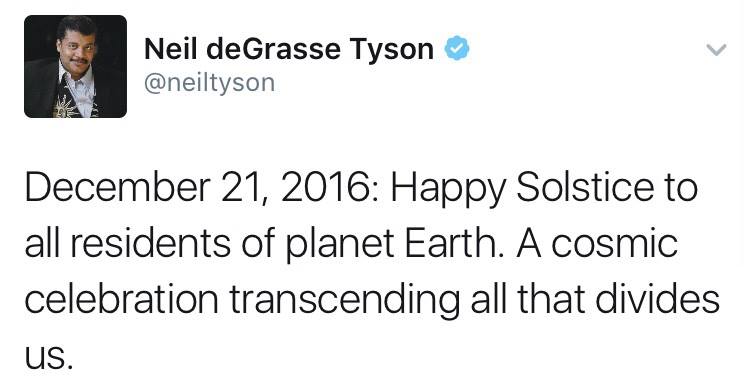 Neil deGrasse Tyson
@neiltyson
December 21, 2016: Happy Solstice to
all residents of planet Earth. A cosmic
celebration transcending all that divides
us.